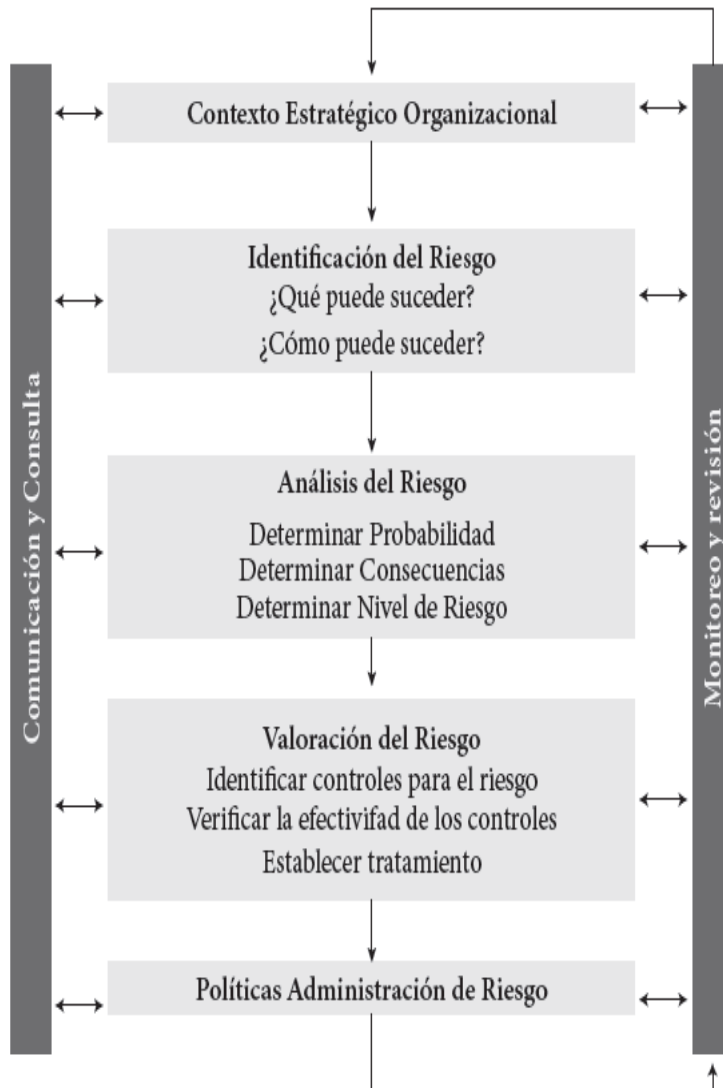 Contexto Estratégico Organizacional
Identificación del Riesgo
¿Qué puede suceder?
¿Cómo puede suceder?
Análisis del Riesgo
Determinar Probabilidad
Determinar Consecuencias
Determinar Nivel de Riesgo
Valoración del Riesgo
Identificar controles para el riesgo
Verificar la efectivifad de los controles
Establecer tratamiento
Políticas Administración de Riesgo
Comunicación y Consulta
Monitoreo y revisión